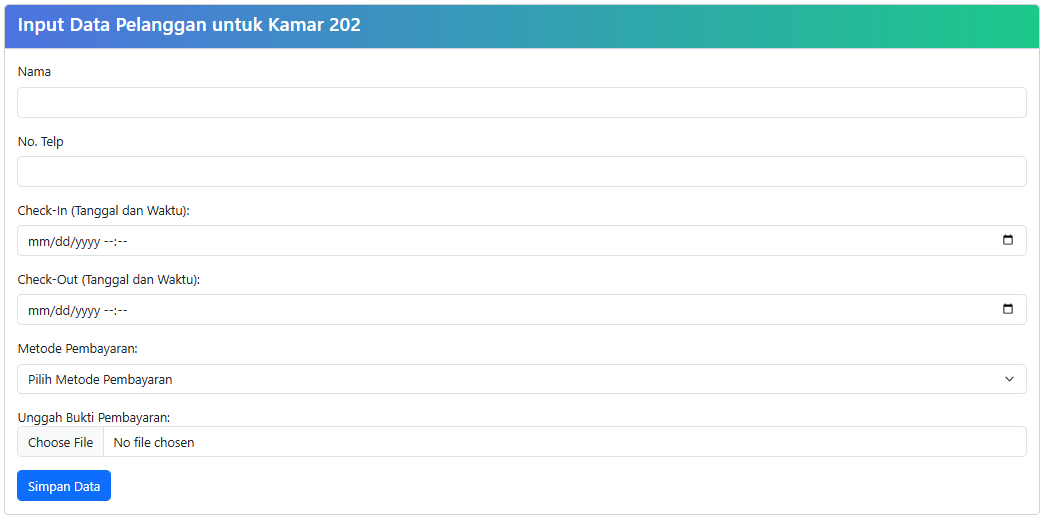 Input Data Pelanggan untuk Kamar 202
Nama
No. Telp
Check-In (Tanggal dan Waktu):
mm/dd/yyyy --:--
Check-Out (Tanggal dan Waktu):
mm/dd/yyyy --:--
Metode Pembayaran:
Pilih Metode Pembayaran
Unggah Bukti Pembayaran:
Choose File No file chosen
Simpan Data